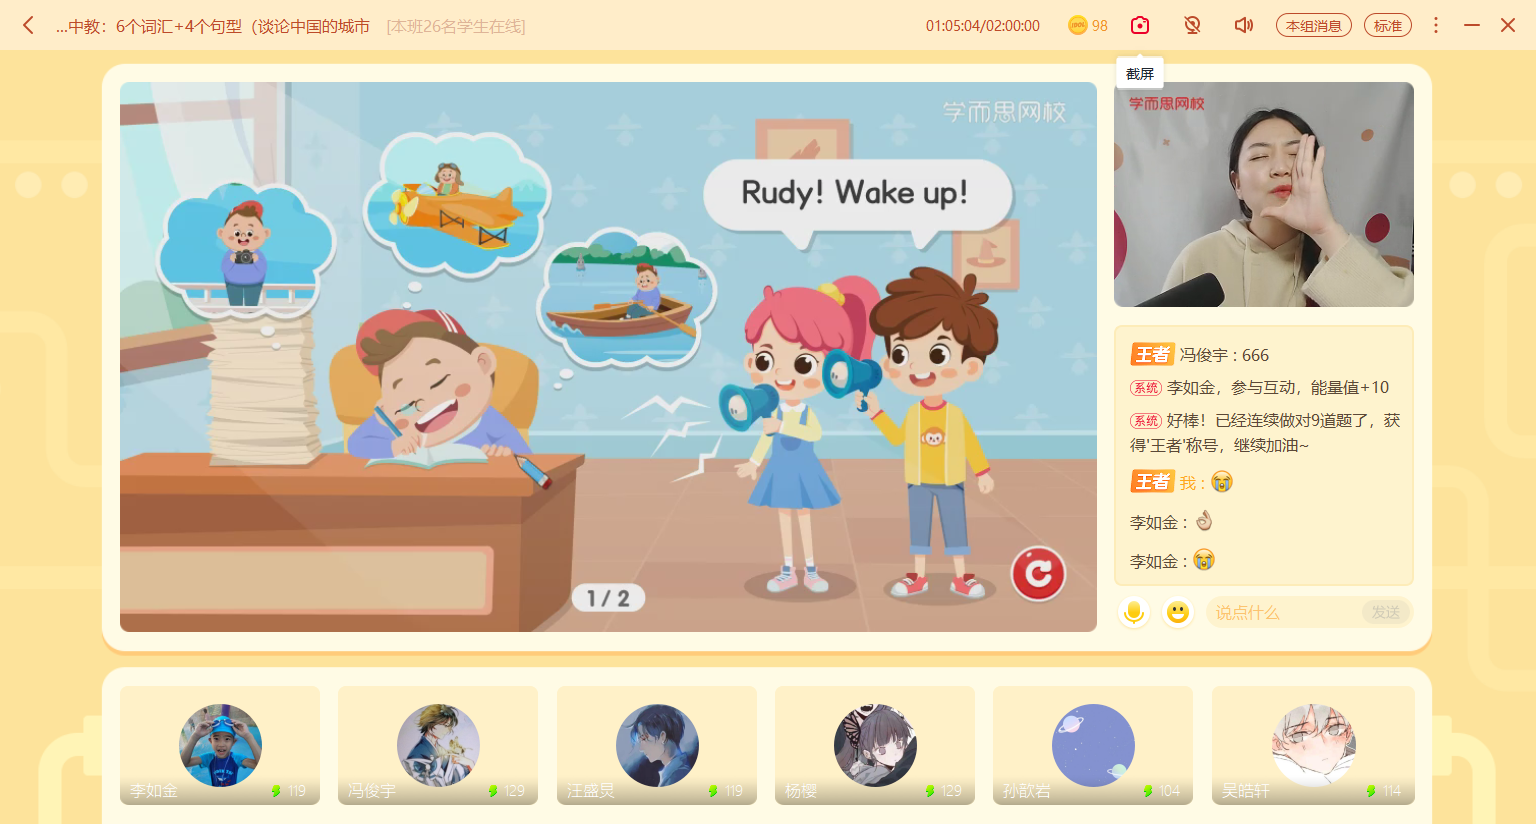 ...中教：6个词汇+4个句型（谈论中国的城市
[本班26名学生在线]
01:05:04/02:00:00
98
本组消息
标准
截屏
学而思网校
Rudy! Wake up!
1/2
学而思网校
王者 冯俊宇：666
系统 李如金，参与互动，能量值+10
系统 好棒！已经连续做对9道题了，获
得'王者'称号，继续加油~
王者 我：😭
李如金：👌
李如金：😭
说点什么
发送
李如金 119
冯俊宇 129
汪盛炅 119
杨樱 129
孙歆岩 104
吴皓轩 114